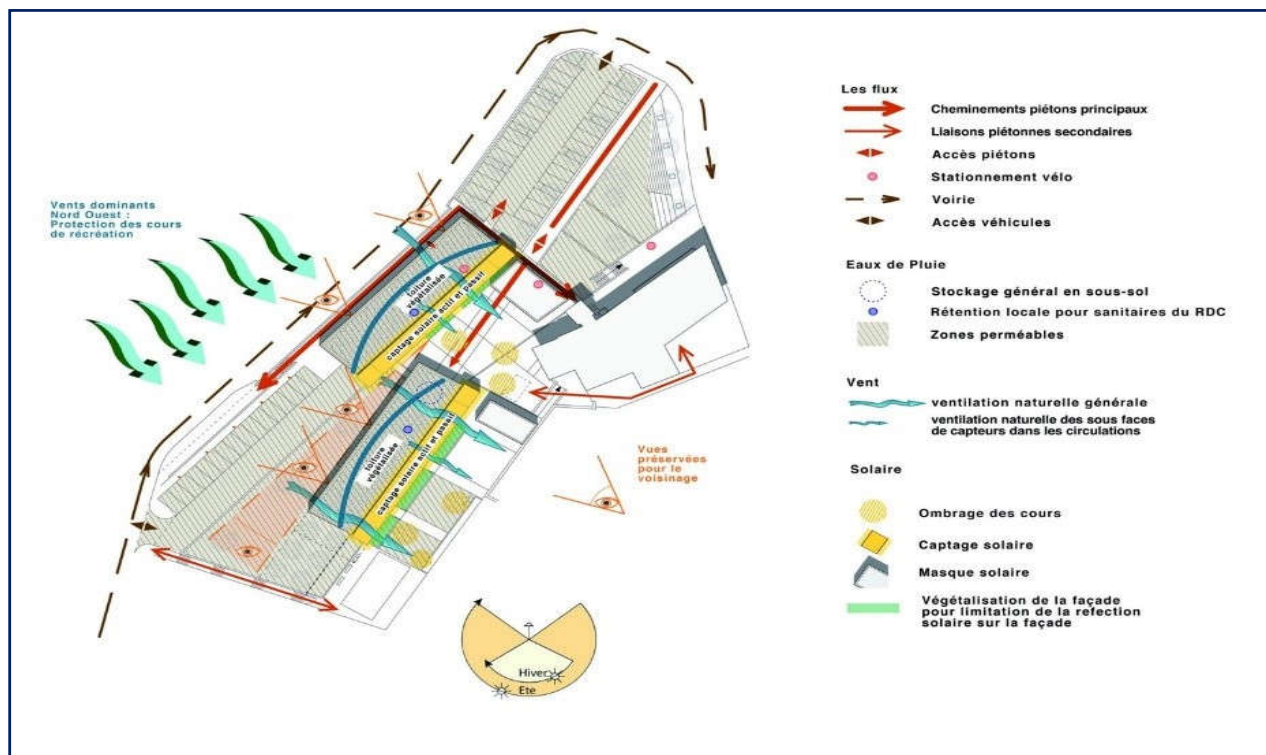 Vents dominants
Nord Ouest :
Protection des cours
de récréation
toiture
végétalisée
captage solaire actif et passif
toiture
végétalisée
captage solaire actif et passif
Vues
préservées
pour le
voisinage
Hiver
Ete
Les flux
Cheminements piétons principaux
Liaisons piétonnes secondaires
Accès piétons
Stationnement vélo
Voirie
Accès véhicules
Eaux de Pluie
Stockage général en sous-sol
Rétention locale pour sanitaires du RDC
Zones perméables
Vent
ventilation naturelle générale
ventilation naturelle des sous faces
de capteurs dans les circulations
Solaire
Ombrage des cours
Captage solaire
Masque solaire
Végétalisation de la façade
pour limitation de la refection
solaire sur la façade